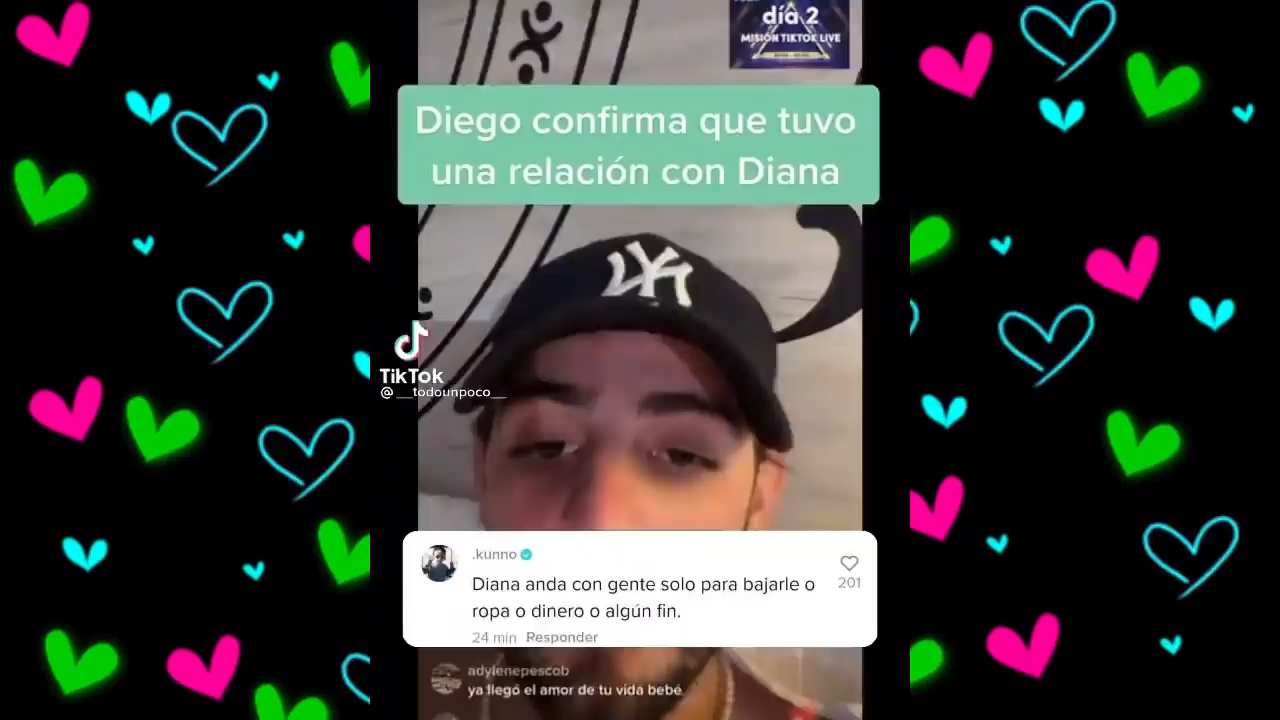 día 2
MISIÓN TIKTOK LIVE
Diego confirma que tuvo
una relación con Diana
NY
TikTok
@__todounpoco__
.kunno
Diana anda con gente solo para bajarle o
ropa o dinero o algún fin.
201
24 min Responder
adylenepescob
ya llegó el amor de tu vida bebé